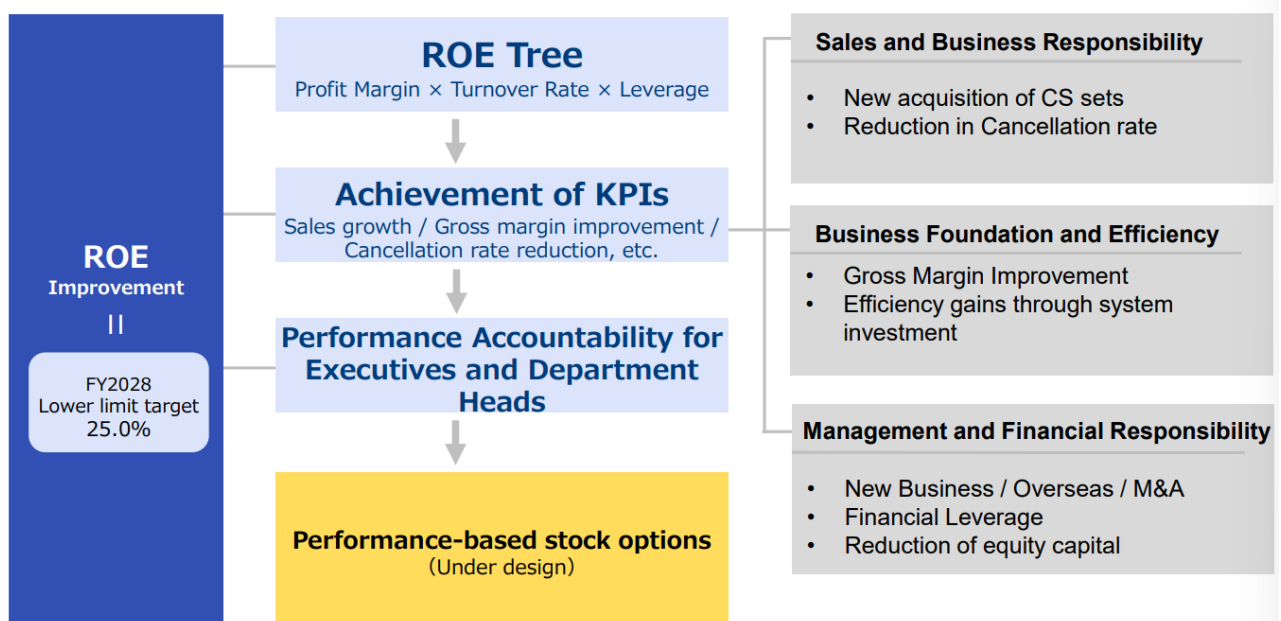 ROE
Improvement
=
FY2028
Lower limit target
25.0%
ROE Tree
Profit Margin × Turnover Rate × Leverage
Achievement of KPIs
Sales growth / Gross margin improvement /
Cancellation rate reduction, etc.
Performance Accountability for
Executives and Department
Heads
Performance-based stock options
(Under design)
Sales and Business Responsibility
• New acquisition of CS sets
• Reduction in Cancellation rate
Business Foundation and Efficiency
• Gross Margin Improvement
• Efficiency gains through system
investment
Management and Financial Responsibility
• New Business / Overseas / M&A
• Financial Leverage
• Reduction of equity capital